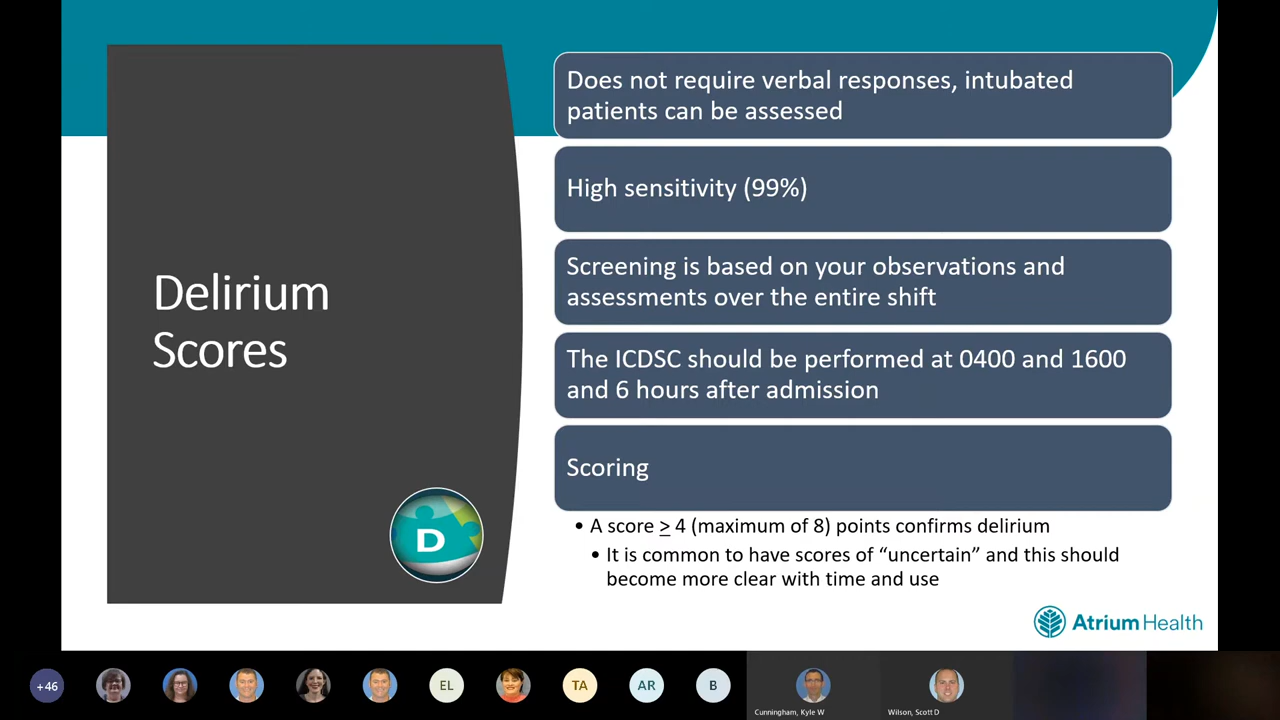 Delirium
Scores
D
Does not require verbal responses, intubated
patients can be assessed
High sensitivity (99%)
Screening is based on your observations and
assessments over the entire shift
The ICDSC should be performed at 0400 and 1600
and 6 hours after admission
Scoring
• A score ≥ 4 (maximum of 8) points confirms delirium
• It is common to have scores of “uncertain” and this should
become more clear with time and use
Atrium Health
+46
EL
TA
AR
B
Cunningham, Kyle W
Wilson, Scott D